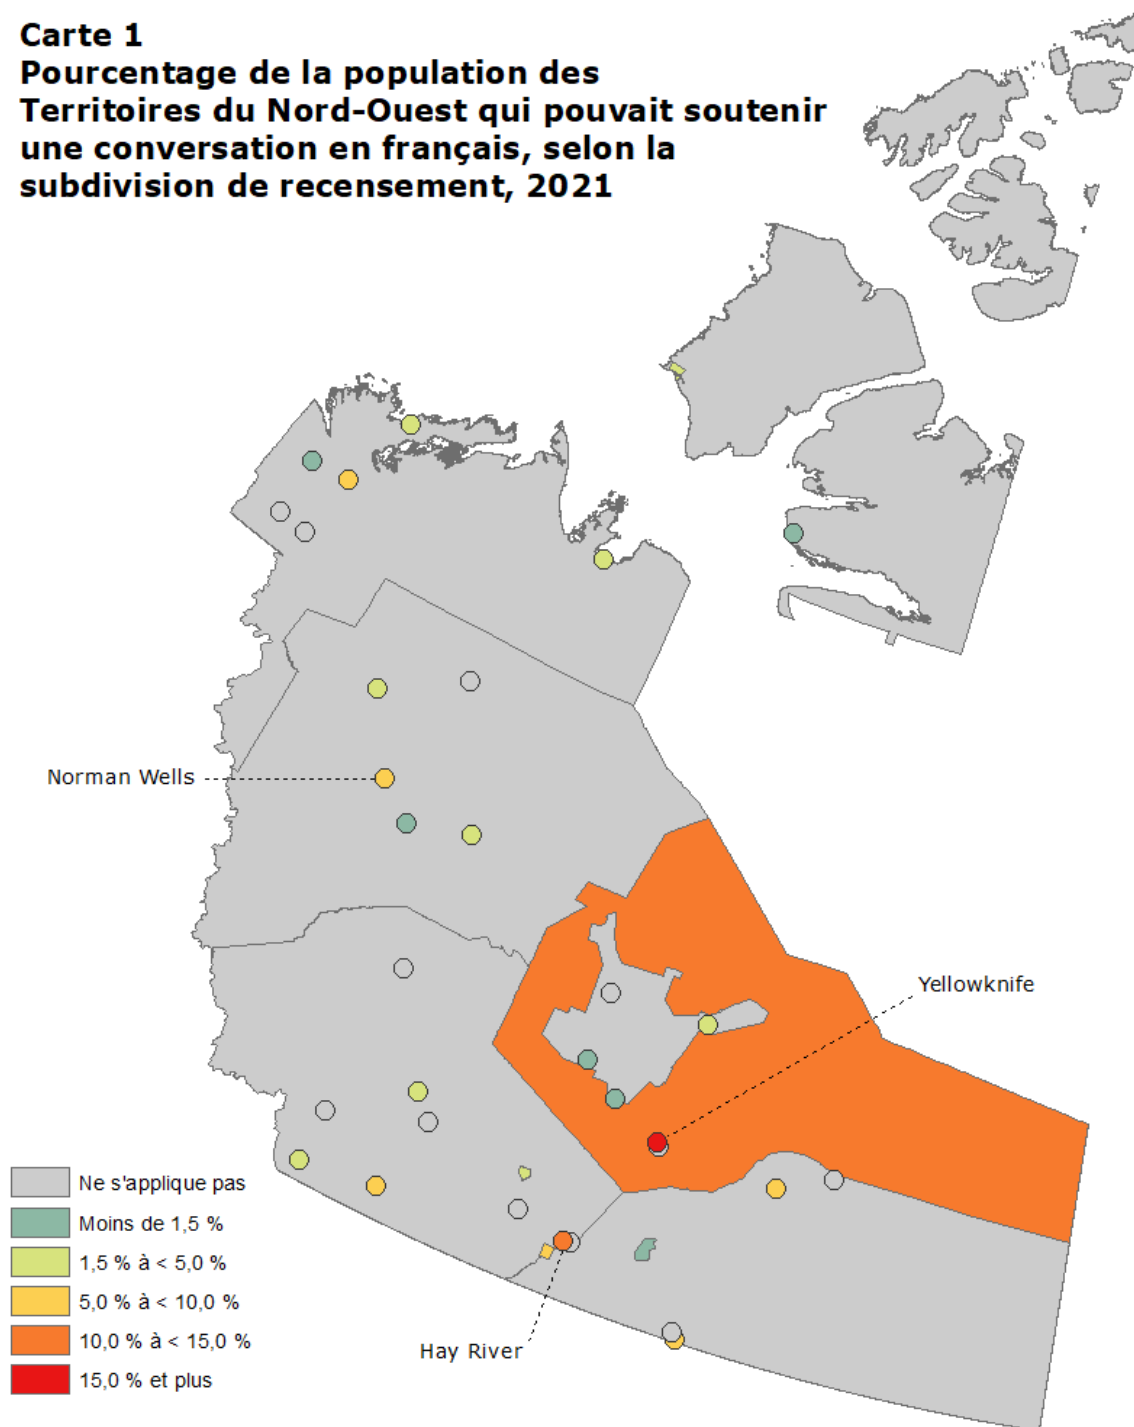 Carte 1
Pourcentage de la population des
Territoires du Nord-Ouest qui pouvait soutenir
une conversation en français, selon la
subdivision de recensement, 2021
Norman Wells
Yellowknife
Hay River
Ne s'applique pas
Moins de 1,5 %
1,5 % à < 5,0 %
5,0 % à < 10,0 %
10,0 % à < 15,0 %
15,0 % et plus